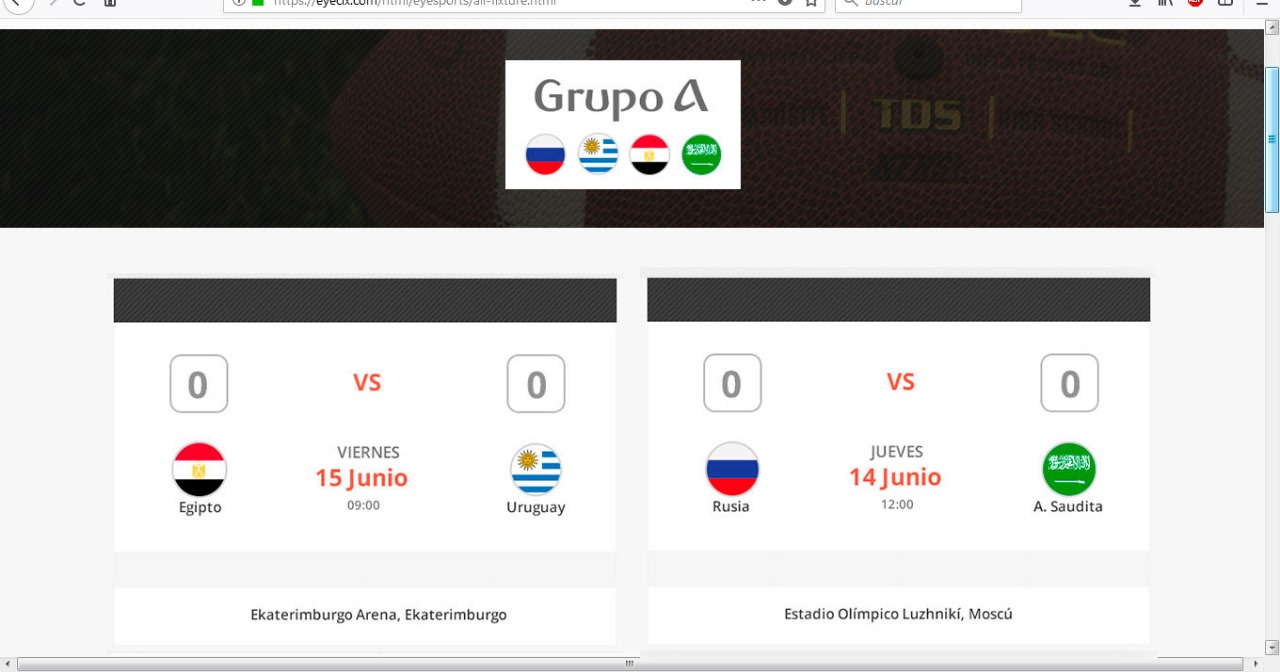 https://eyecix.com/html/eyesports/all-fixture.html
Buscar
Grupo A
TDS
0
VS
0
VIERNES
15 Junio
09:00
Egipto
Uruguay
Ekaterimburgo Arena, Ekaterimburgo
0
VS
0
JUEVES
14 Junio
12:00
Rusia
A. Saudita
Estadio Olímpico Luzhnikí, Moscú